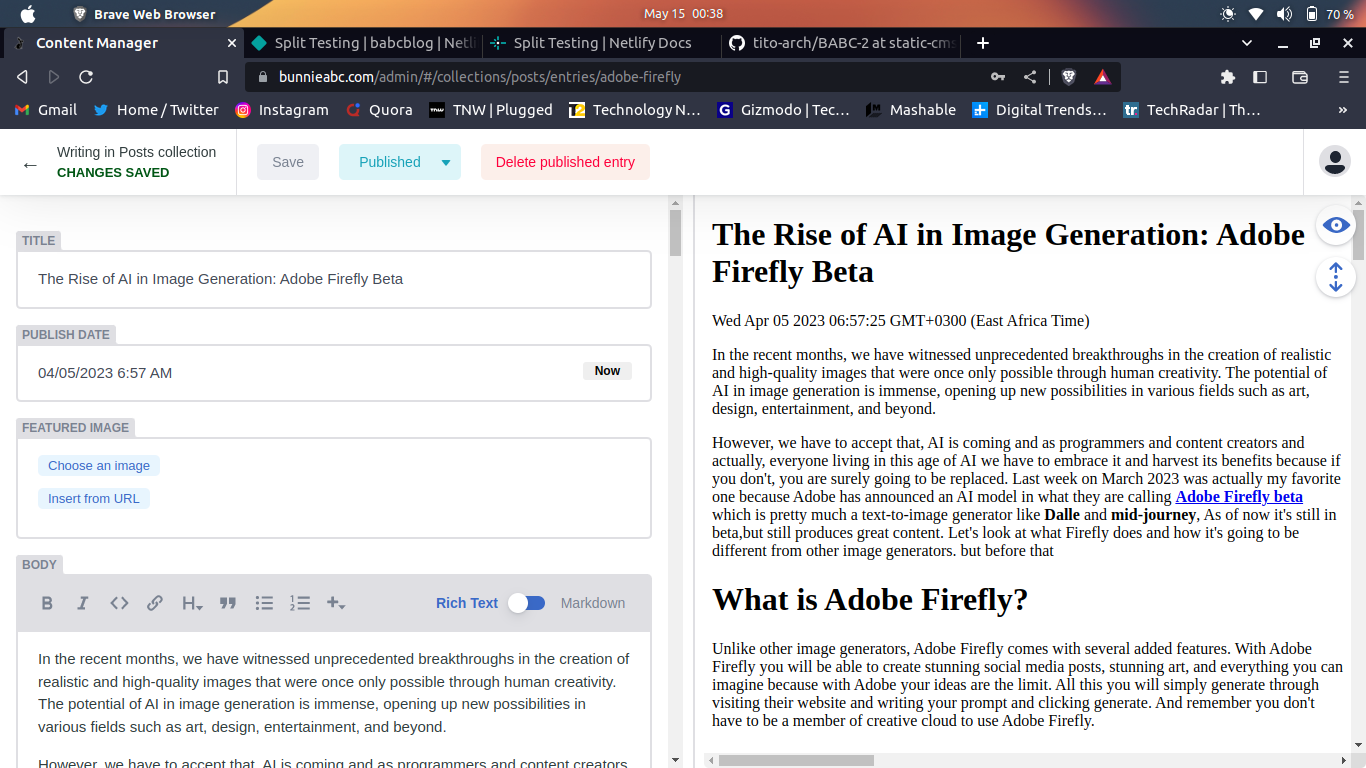 Brave Web Browser
May 15 00:38
70 %
Content Manager
Split Testing | babcblog | Netli
Split Testing | Netlify Docs
tito-arch/BABC-2 at static-cms
bunnieabc.com/admin/#/collections/posts/entries/adobe-firefly
Gmail
Home / Twitter
Instagram
Quora
TNW | Plugged
Technology N…
Gizmodo | Tec…
Mashable
Digital Trends…
TechRadar | Th…
»
Writing in Posts collection
CHANGES SAVED
Save
Published
Delete published entry
TITLE
The Rise of AI in Image Generation: Adobe Firefly Beta
PUBLISH DATE
04/05/2023 6:57 AM
Now
FEATURED IMAGE
Choose an image
Insert from URL
BODY
Rich Text
Markdown
In the recent months, we have witnessed unprecedented breakthroughs in the creation of
realistic and high-quality images that were once only possible through human creativity.
The potential of AI in image generation is immense, opening up new possibilities in
various fields such as art, design, entertainment, and beyond.
However, we have to accept that, AI is coming and as programmers and content creators
The Rise of AI in Image Generation: Adobe
Firefly Beta
Wed Apr 05 2023 06:57:25 GMT+0300 (East Africa Time)
In the recent months, we have witnessed unprecedented breakthroughs in the creation of realistic
and high-quality images that were once only possible through human creativity. The potential of
AI in image generation is immense, opening up new possibilities in various fields such as art,
design, entertainment, and beyond.
However, we have to accept that, AI is coming and as programmers and content creators and
actually, everyone living in this age of AI we have to embrace it and harvest its benefits because if
you don't, you are surely going to be replaced. Last week on March 2023 was actually my favorite
one because Adobe has announced an AI model in what they are calling Adobe Firefly beta
which is pretty much a text-to-image generator like Dalle and mid-journey, As of now it's still in
beta,but still produces great content. Let's look at what Firefly does and how it's going to be
different from other image generators. but before that
What is Adobe Firefly?
Unlike other image generators, Adobe Firefly comes with several added features. With Adobe
Firefly you will be able to create stunning social media posts, stunning art, and everything you can
imagine because with Adobe your ideas are the limit. All this you will simply generate through
visiting their website and writing your prompt and clicking generate. And remember you don't
have to be a member of creative cloud to use Adobe Firefly.